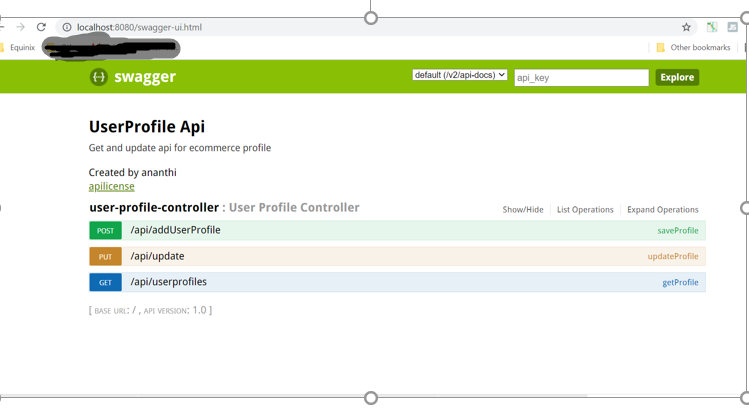 localhost:8080/swagger-ui.html
Equinix
Other bookmarks
{···} swagger
default (/v2/api-docs)
api_key
Explore
UserProfile Api
Get and update api for ecommerce profile
Created by ananthi
apilicense
user-profile-controller : User Profile Controller
Show/Hide
List Operations
Expand Operations
POST /api/addUserProfile saveProfile
PUT /api/update updateProfile
GET /api/userprofiles getProfile
[ BASE URL: / , API VERSION: 1.0 ]